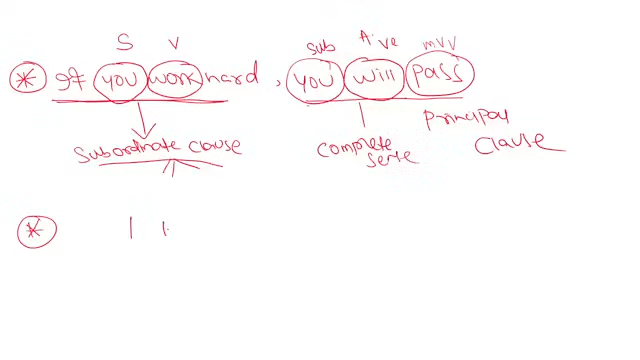 S V Sub A.Ve mVV
* If you work hard, you will pass
Principal
Subordinate clause Complete Clause
Sente
*